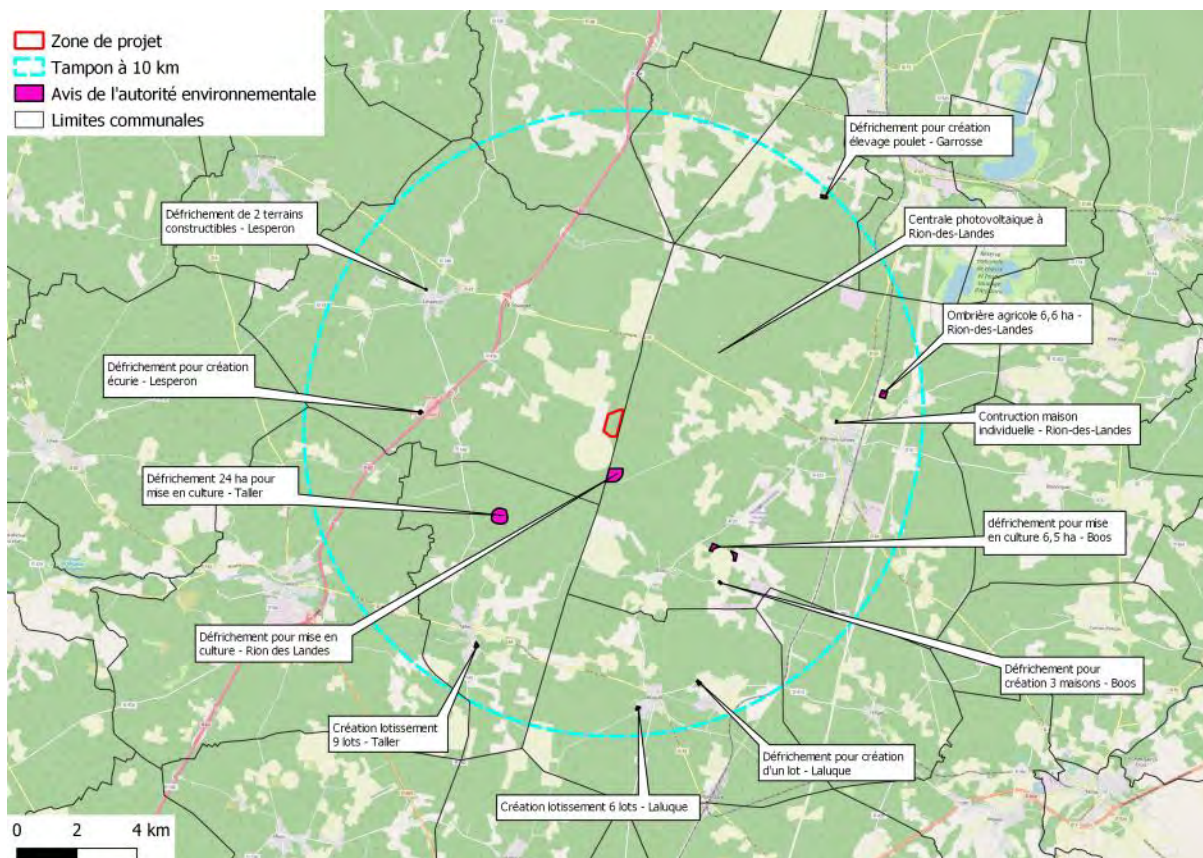 Zone de projet
Tampon à 10 km
Avis de l'autorité environnementale
Limites communales
Défrichement pour création
élevage poulet - Garrosse
Défrichement de 2 terrains
constructibles - Lesperon
Centrale photovoltaique à
Rion-des-Landes
Ombrière agricole 6,6 ha -
Rion-des-Landes
Défrichement pour création
écurie - Lesperon
Contruction maison
individuelle - Rion-des-Landes
Défrichement 24 ha pour
mise en culture - Taller
défrichement pour mise
en culture 6,5 ha - Boos
Défrichement pour mise en
culture - Rion des Landes
Défrichement pour
création 3 maisons - Boos
Création lotissement
9 lots - Taller
Défrichement pour création
d'un lot - Laluque
Création lotissement 6 lots - Laluque
0 2 4 km